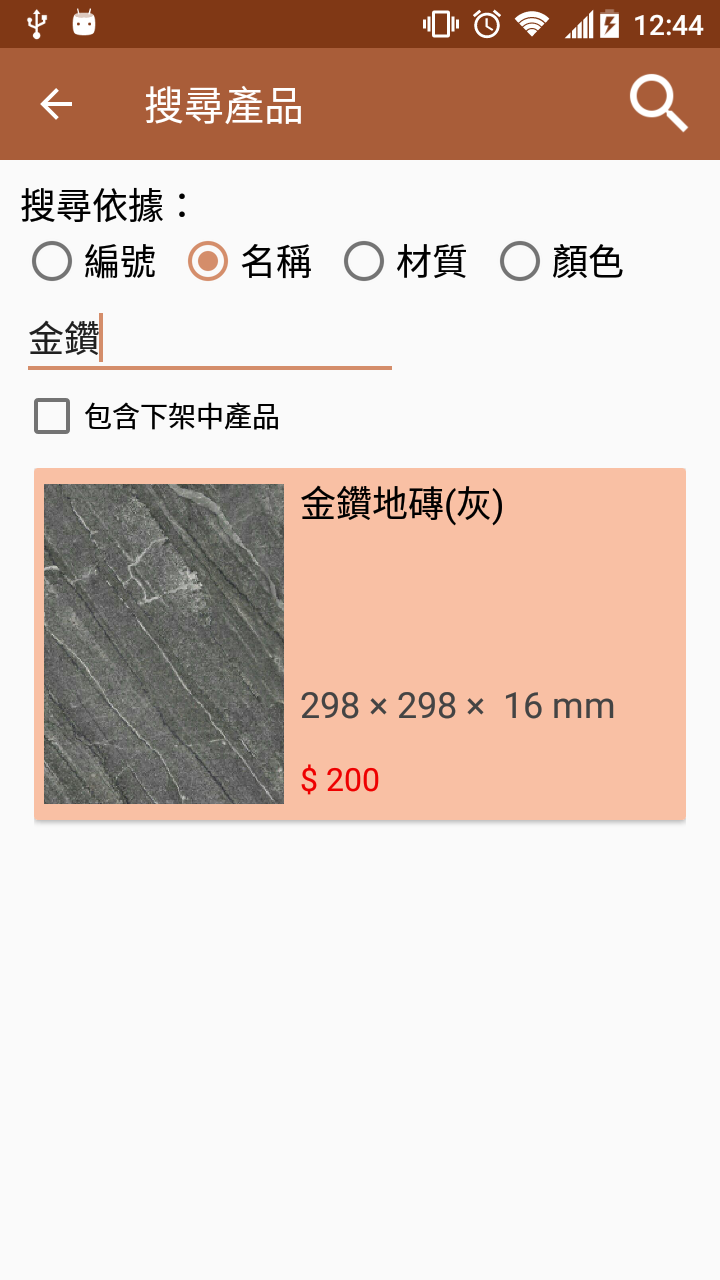 12:44
搜尋產品
搜尋依據：
編號 名稱 材質 顏色
金鑽
包含下架中產品
金鑽地磚(灰)
298 × 298 × 16 mm
$ 200